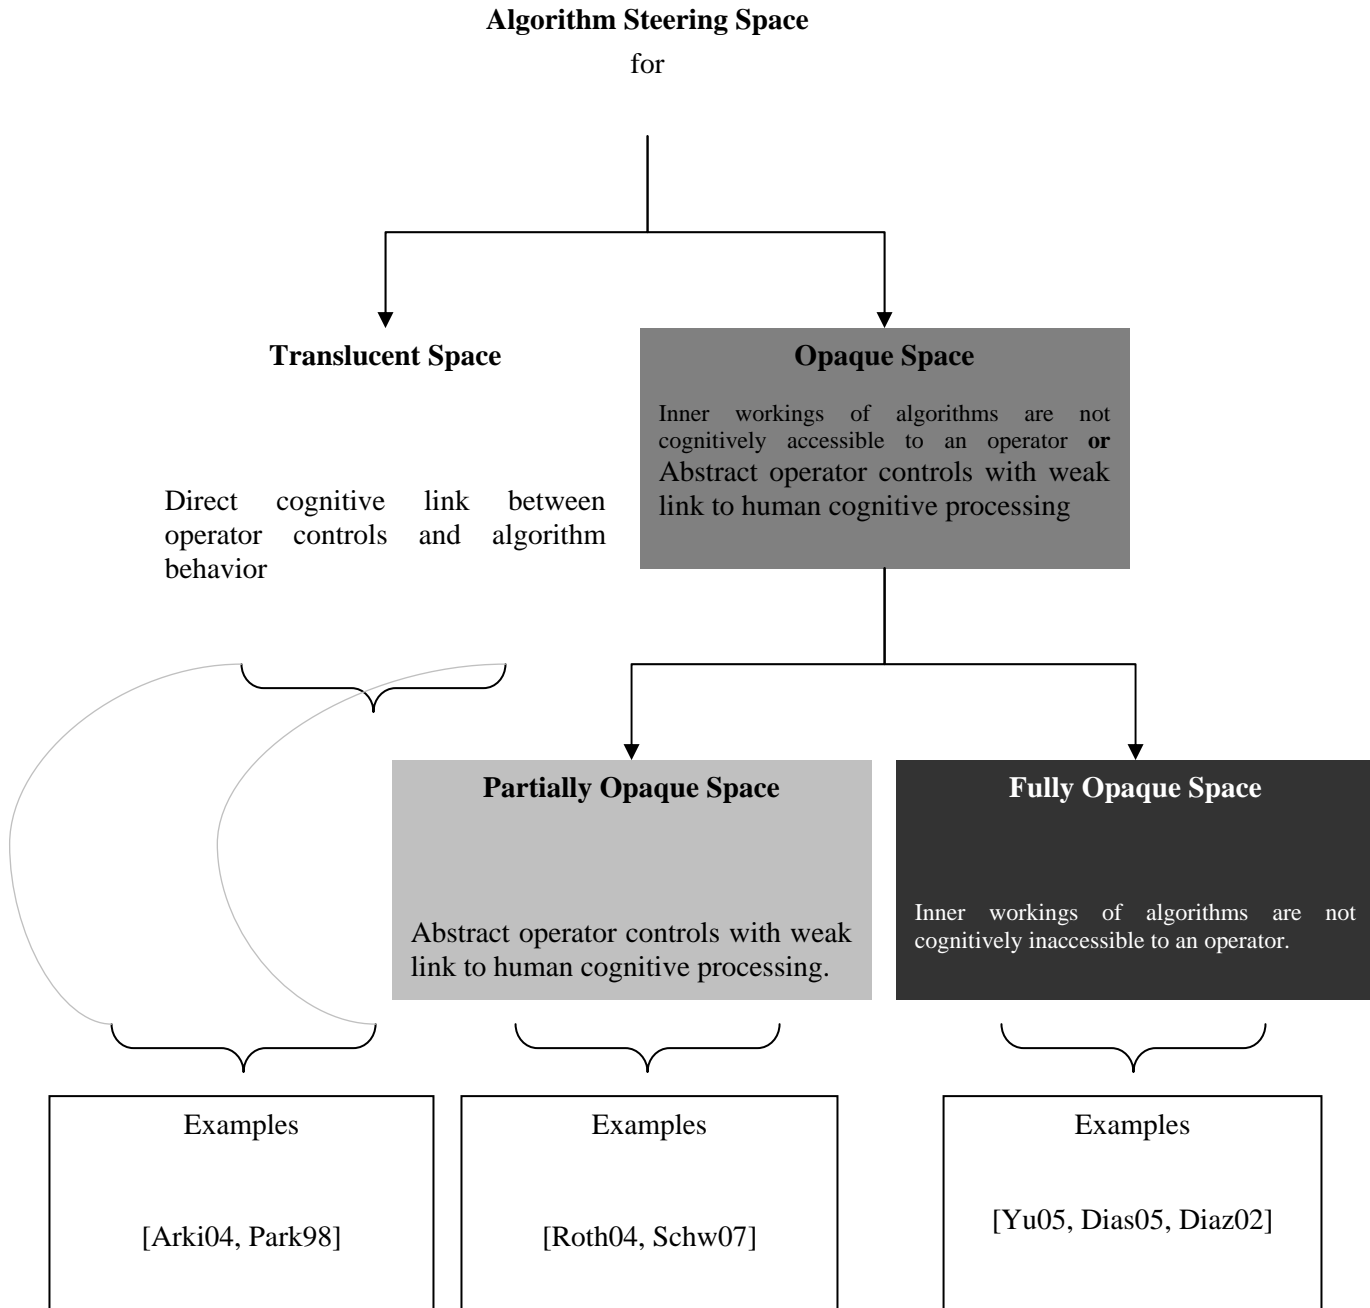 Algorithm Steering Space
for
Translucent Space
Direct cognitive link between
operator controls and algorithm
behavior
Opaque Space
Inner workings of algorithms are not
cognitively accessible to an operator or
Abstract operator controls with weak
link to human cognitive processing
Partially Opaque Space
Abstract operator controls with weak
link to human cognitive processing.
Fully Opaque Space
Inner workings of algorithms are not
cognitively inaccessible to an operator.
Examples
[Arki04, Park98]
Examples
[Roth04, Schw07]
Examples
[Yu05, Dias05, Diaz02]